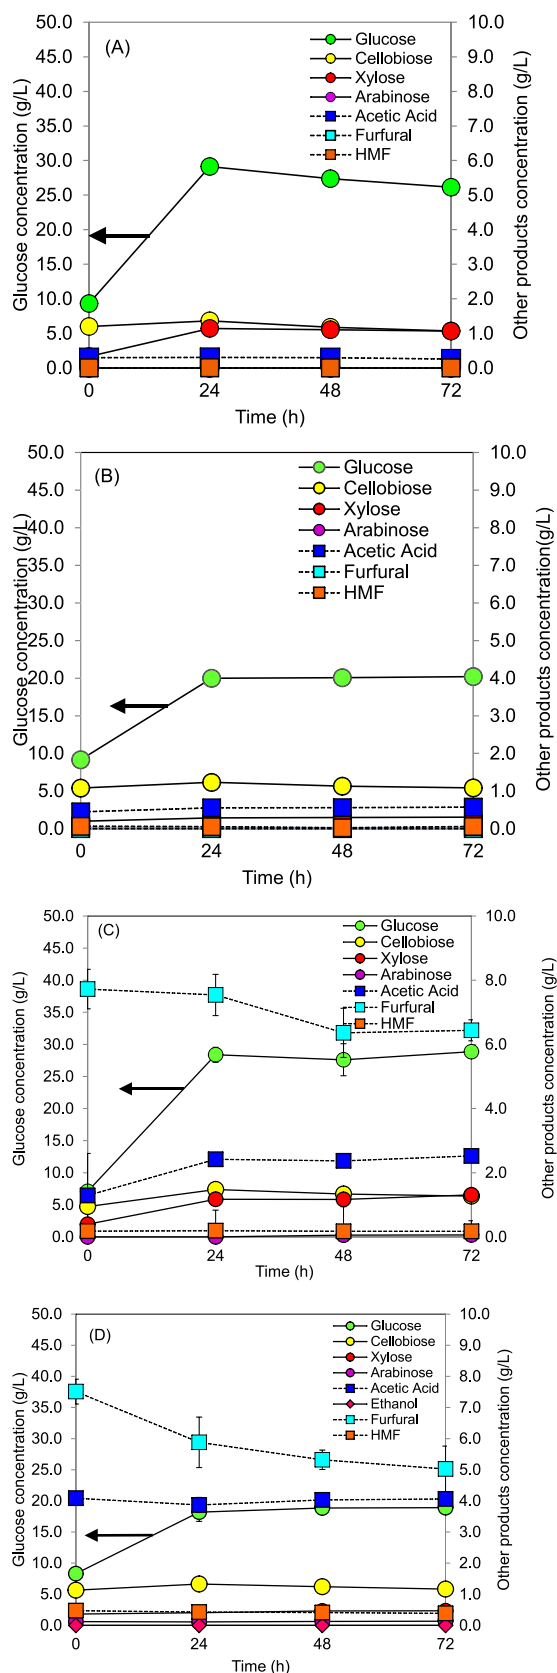 (A)
Glucose concentration (g/L)
50.0
45.0
40.0
35.0
30.0
25.0
20.0
15.0
10.0
5.0
0.0
Glucose
Cellobiose
Xylose
Arabinose
Acetic Acid
Furfural
HMF
10.0
9.0
8.0
7.0
6.0
5.0
4.0
3.0
2.0
1.0
0.0
Other products concentration (g/L)
0 24 48 72
Time (h)
(B)
Glucose concentration (g/L)
50.0
45.0
40.0
35.0
30.0
25.0
20.0
15.0
10.0
5.0
0.0
Glucose
Cellobiose
Xylose
Arabinose
Acetic Acid
Furfural
HMF
10.0
8.0
6.0
4.0
2.0
0.0
Other products concentration(g/L)
0 24 48 72
Time (h)
(C)
Glucose concentration (g/L)
50.0
45.0
40.0
35.0
30.0
25.0
20.0
15.0
10.0
5.0
0.0
Glucose
Cellobiose
Xylose
Arabinose
Acetic Acid
Furfural
HMF
10.0
8.0
6.0
4.0
2.0
0.0
Other products concentration (g/L)
0 24 48 72
Time (h)
(D)
Glucose concentration (g/L)
50.0
45.0
40.0
35.0
30.0
25.0
20.0
15.0
10.0
5.0
0.0
Glucose
Cellobiose
Xylose
Arabinose
Acetic Acid
Ethanol
Furfural
HMF
10.0
9.0
8.0
7.0
6.0
5.0
4.0
3.0
2.0
1.0
0.0
Other products concentration (g/L)
0 24 48 72
Time (h)